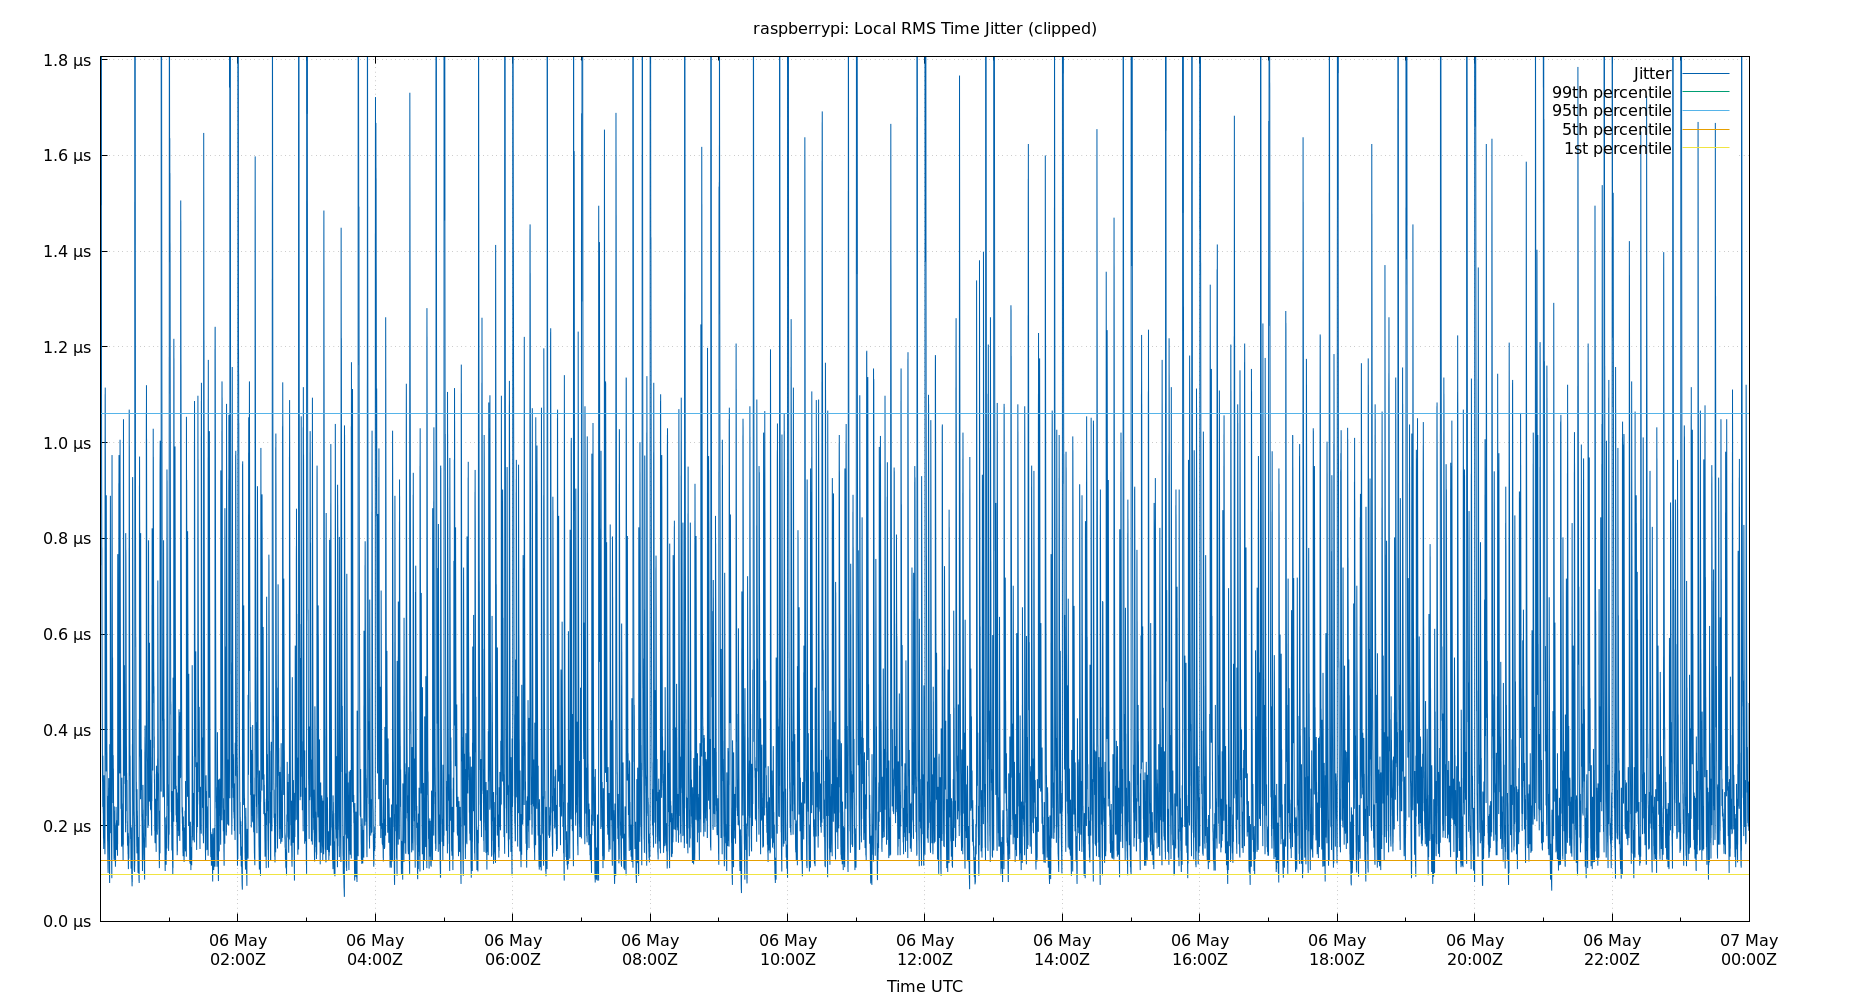 raspberrypi: Local RMS Time Jitter (clipped)
1.8 µs
1.6 µs
1.4 µs
1.2 µs
1.0 µs
0.8 µs
0.6 µs
0.4 µs
0.2 µs
0.0 µs
Jitter
99th percentile
95th percentile
5th percentile
1st percentile
06 May 06 May 06 May 06 May 06 May 06 May 06 May 06 May 06 May 06 May 06 May 07 May
02:00Z 04:00Z 06:00Z 08:00Z 10:00Z 12:00Z 14:00Z 16:00Z 18:00Z 20:00Z 22:00Z 00:00Z
Time UTC